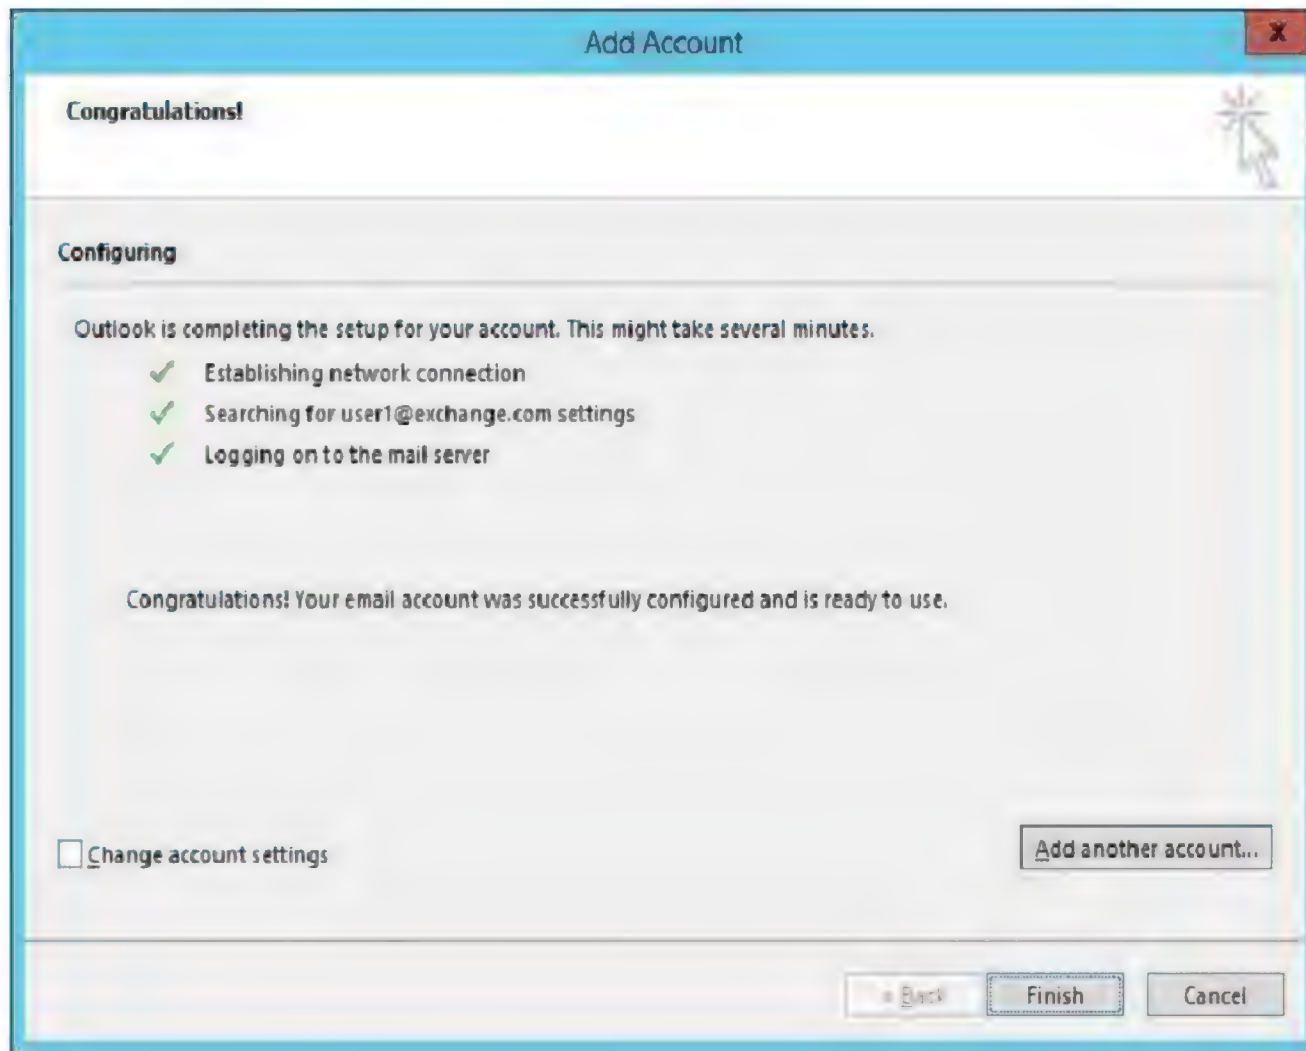 Add Account
X
Congratulations!
Configuring
Outlook is completing the setup for your account. This might take several minutes.
Establishing network connection
Searching for user1@exchange.com settings
Logging on to the mail server
Congratulations! Your email account was successfully configured and is ready to use.
Change account settings
Add another account...
< Back
Finish
Cancel